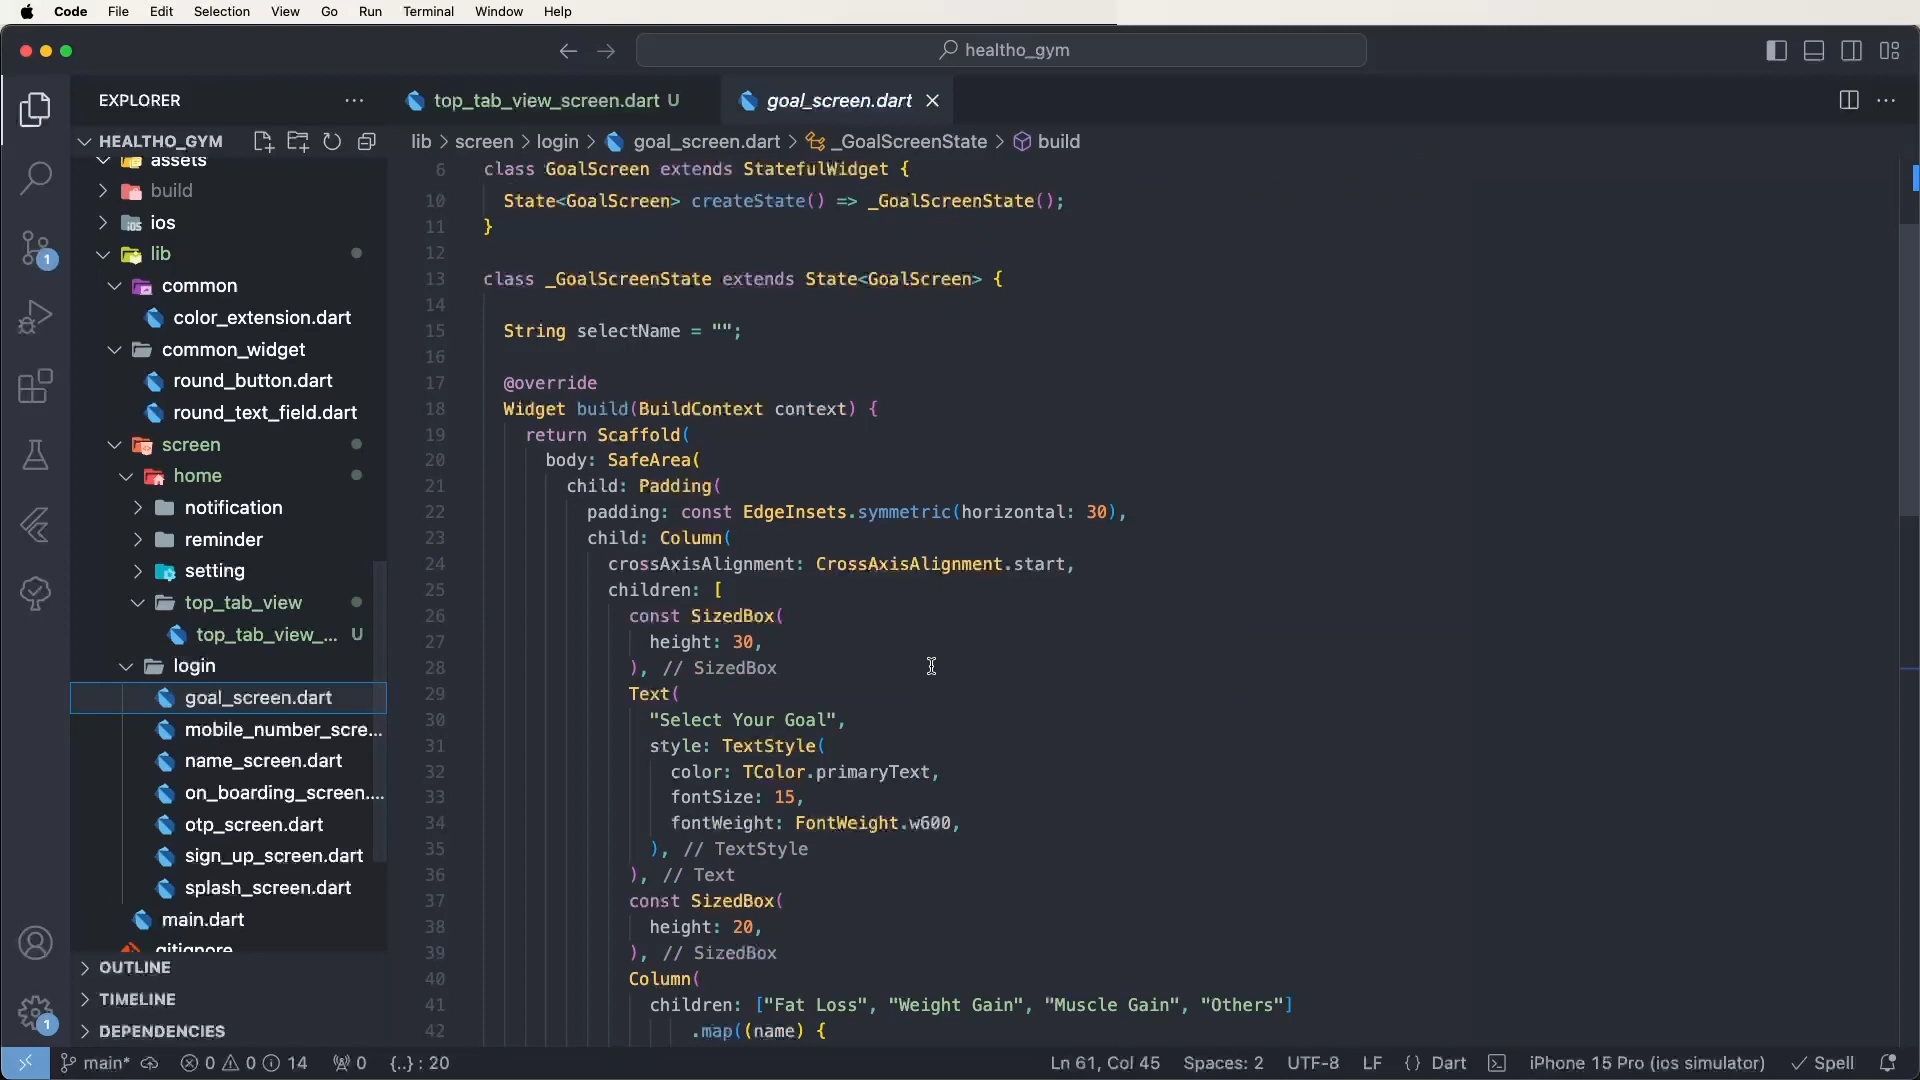 Code File Edit Selection View Go Run Terminal Window Help
healtho_gym
EXPLORER
top_tab_view_screen.dart U
goal_screen.dart
HEALTHO_GYM
lib > screen > login > goal_screen.dart > _GoalScreenState > build
assets
build
ios
lib
common
color_extension.dart
common_widget
round_button.dart
round_text_field.dart
screen
home
notification
reminder
setting
top_tab_view
top_tab_view_... U
login
goal_screen.dart
mobile_number_scre...
name_screen.dart
on_boarding_screen....
otp_screen.dart
sign_up_screen.dart
splash_screen.dart
main.dart
.gitignore
OUTLINE
TIMELINE
DEPENDENCIES
1
1
6 class GoalScreen extends StatefulWidget {
10 State<GoalScreen> createState() => _GoalScreenState();
11 }
12
13 class _GoalScreenState extends State<GoalScreen> {
14
15 String selectName = "";
16
17 @override
18 Widget build(BuildContext context) {
19 return Scaffold(
20 body: SafeArea(
21 child: Padding(
22 padding: const EdgeInsets.symmetric(horizontal: 30),
23 child: Column(
24 crossAxisAlignment: CrossAxisAlignment.start,
25 children: [
26 const SizedBox(
27 height: 30,
28 ), // SizedBox
29 Text(
30 "Select Your Goal",
31 style: TextStyle(
32 color: TColor.primaryText,
33 fontSize: 15,
34 fontWeight: FontWeight.w600,
35 ), // TextStyle
36 ), // Text
37 const SizedBox(
38 height: 20,
39 ), // SizedBox
40 Column(
41 children: ["Fat Loss", "Weight Gain", "Muscle Gain", "Others"]
42 .map((name) {
main* 0 0 14 0 {..} : 20 Ln 61, Col 45 Spaces: 2 UTF-8 LF {} Dart iPhone 15 Pro (ios simulator) Spell